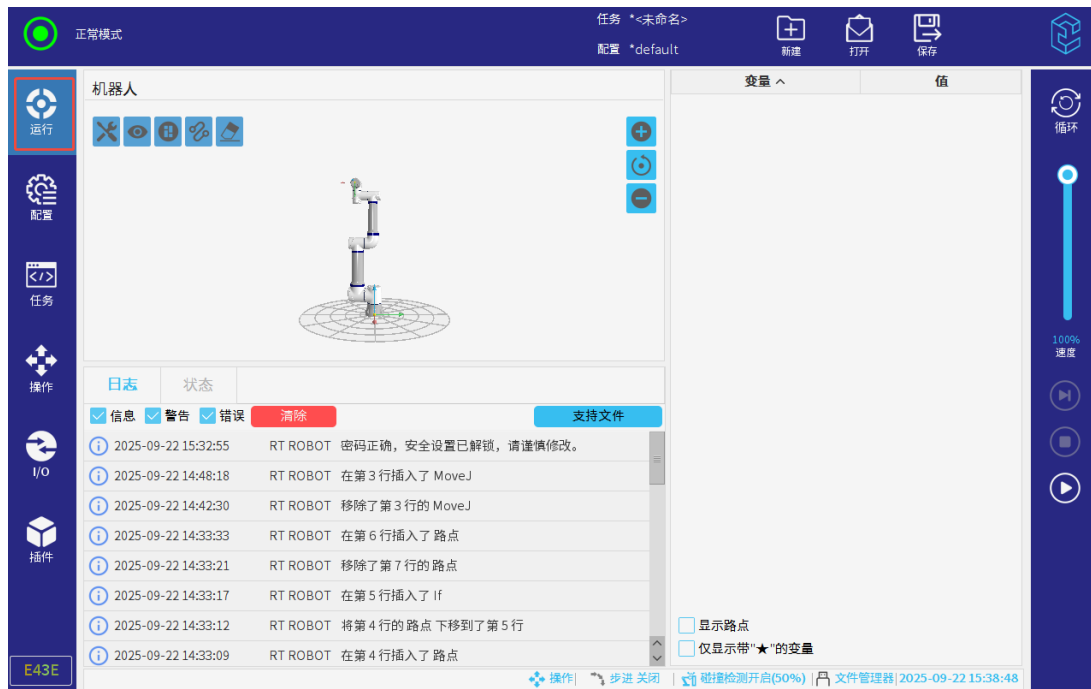 正常模式
任务 *<未命名>
配置 *default
新建
打开
保存
运行
配置
任务
操作
I/O
插件
E43E
机器人
日志 状态
信息 警告 错误 清除 支持文件
2025-09-22 15:32:55 RT ROBOT 密码正确，安全设置已解锁，请谨慎修改。
2025-09-22 14:48:18 RT ROBOT 在第3行插入了 MoveJ
2025-09-22 14:42:30 RT ROBOT 移除了第3行的 MoveJ
2025-09-22 14:33:33 RT ROBOT 在第6行插入了 路点
2025-09-22 14:33:21 RT ROBOT 移除了第7行的 路点
2025-09-22 14:33:17 RT ROBOT 在第5行插入了 If
2025-09-22 14:33:12 RT ROBOT 将第4行的 路点 下移到了第5行
2025-09-22 14:33:09 RT ROBOT 在第4行插入了 路点
变量 值
显示路点
仅显示带"★"的变量
循环
100%
速度
操作| 步进 关闭 | 碰撞检测开启(50%) | 文件管理器| 2025-09-22 15:38:48